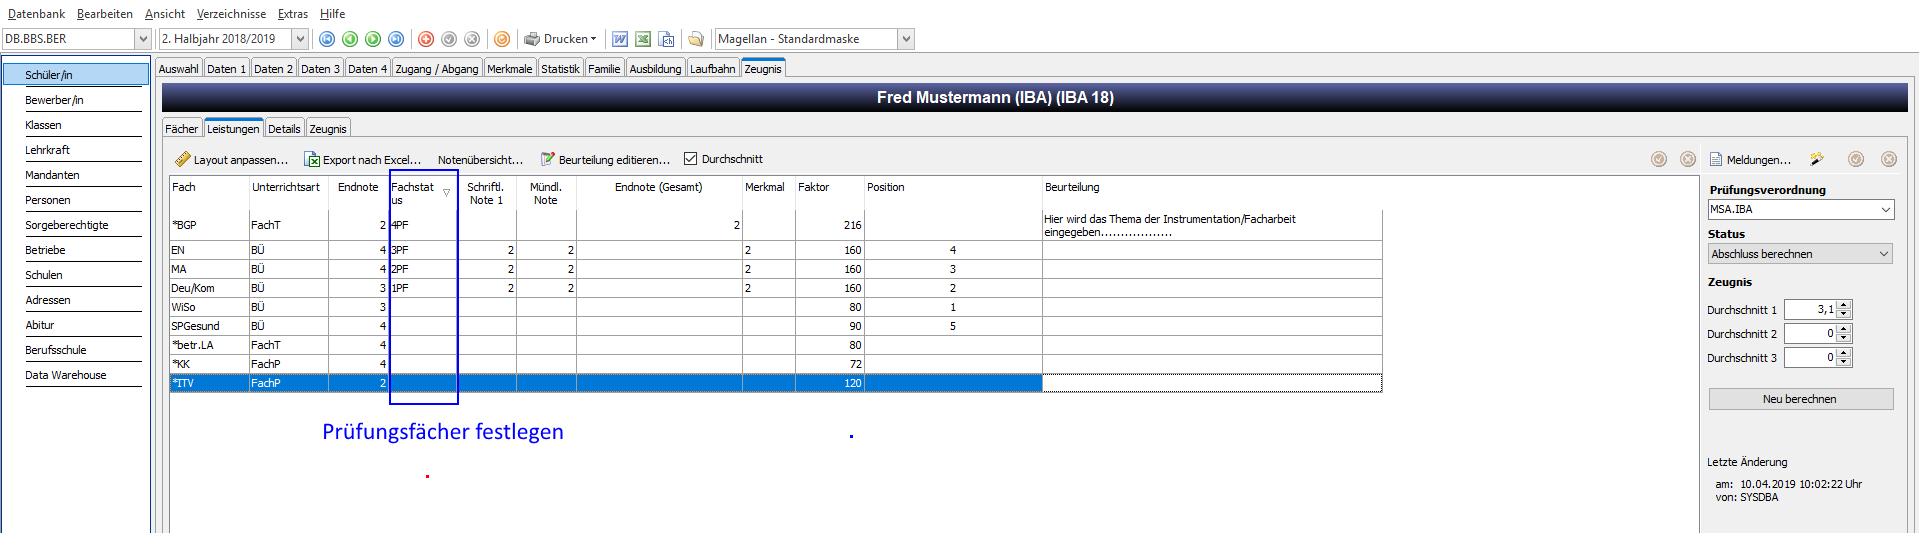 Datenbank Bearbeiten Ansicht Verzeichnisse Extras Hilfe
DB.BBS.BER 2. Halbjahr 2018/2019 Drucken Magellan - Standardmaske
Schüler/in
Bewerber/in
Klassen
Lehrkraft
Mandanten
Personen
Sorgeberechtigte
Betriebe
Schulen
Adressen
Abitur
Berufsschule
Data Warehouse
Auswahl Daten 1 Daten 2 Daten 3 Daten 4 Zugang / Abgang Merkmale Statistik Familie Ausbildung Laufbahn Zeugnis
Fred Mustermann (IBA) (IBA 18)
Fächer Leistungen Details Zeugnis
Layout anpassen... Export nach Excel... Notenübersicht... Beurteilung editieren... Durchschnitt
Fach Unterrichtsart Endnote Fachstat Schriftl. Mündl. Endnote (Gesamt) Merkmal Faktor Position Beurteilung
us Note 1 Note
*BGP FachT 2 4PF 2 216 Hier wird das Thema der Instrumentation/Facharbeit
eingegeben..................
EN BÜ 4 3PF 2 2 2 160 4
MA BÜ 4 2PF 2 2 2 160 3
Deu/Kom BÜ 3 1PF 2 2 2 160 2
WiSo BÜ 3 80 1
SPGesund BÜ 4 90 5
*betr.LA FachT 4 80
*KK FachP 4 72
*ITV FachP 2 120
Prüfungsfächer festlegen
Meldungen...
Prüfungsverordnung
MSA.IBA
Status
Abschluss berechnen
Zeugnis
Durchschnitt 1 3,1
Durchschnitt 2 0
Durchschnitt 3 0
Neu berechnen
Letzte Änderung
am: 10.04.2019 10:02:22 Uhr
von: SYSDBA